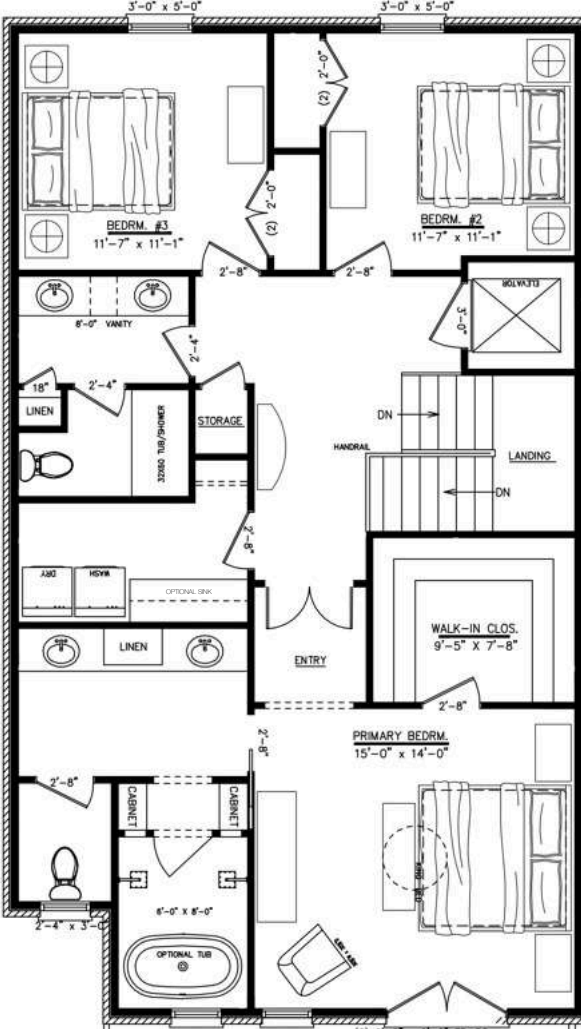 3'-0" x 5'-0"
3'-0" x 5'-0"
(2) 2'-0"
BEDRM. #3
11'-7" x 11'-1"
(2) 2'-0"
BEDRM. #2
11'-7" x 11'-1"
2'-8"
2'-8"
ELEVATOR
3'-0"
8'-0" VANITY
2'-4"
18"
2'-4"
LINEN
STORAGE
32X60 TUB/SHOWER
DN
HANDRAIL
LANDING
DN
2'-8"
DRY
WASH
OPTIONAL SINK
LINEN
ENTRY
WALK-IN CLOS.
9'-5" X 7'-8"
2'-8"
PRIMARY BEDRM.
15'-0" x 14'-0"
2'-8"
2'-8"
CABINET
CABINET
6'-0" X 8'-0"
OPTIONAL TUB
2'-4" x 3'-0"